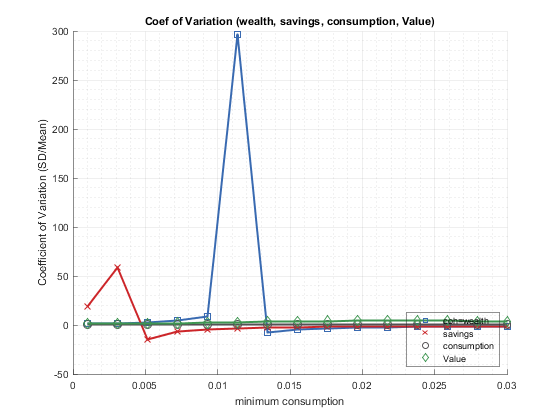 Coef of Variation (wealth, savings, consumption, Value)
Coefficient of Variation (SD/Mean)
300
250
200
150
100
50
0
-50
0
0.005
0.01
0.015
0.02
0.025
0.03
minimum consumption
savings
consumption
Value